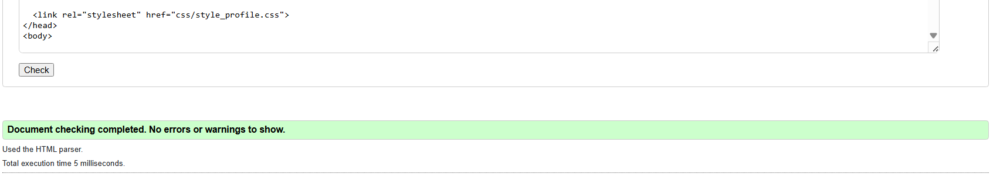 <link rel="stylesheet" href="css/style_profile.css">
</head>
<body>
Check
Document checking completed. No errors or warnings to show.
Used the HTML parser.
Total execution time 5 milliseconds.